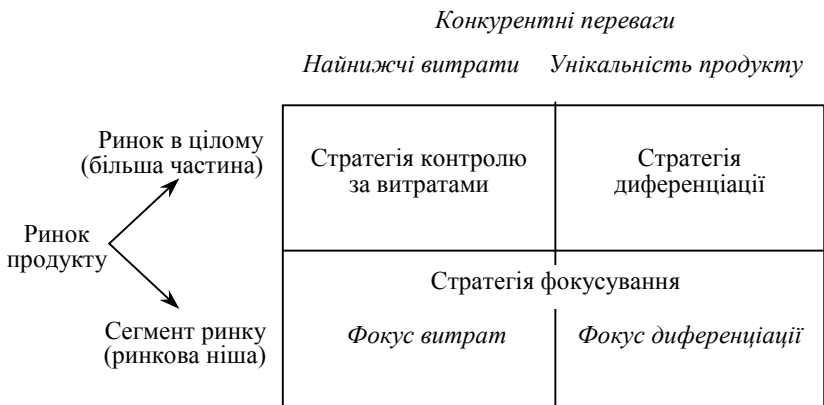 Конкурентні переваги
Найнижчі витрати Унікальність продукту
Ринок в цілому
(більша частина)
Стратегія контролю
за витратами
Стратегія
диференціації
Ринок
продукту
Стратегія фокусування
Сегмент ринку
(ринкова ніша)
Фокус витрат
Фокус диференціації